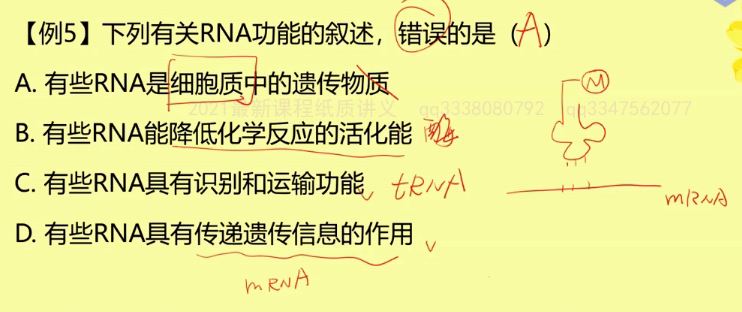 【例5】下列有关RNA功能的叙述，错误的是（A）
A. 有些RNA是细胞质中的遗传物质
2021最新课程纸质讲义 qq3338080792 qq3347562077
B. 有些RNA能降低化学反应的活化能 酶
C. 有些RNA具有识别和运输功能 tRNA
D. 有些RNA具有传递遗传信息的作用
mRNA
M
mRNA